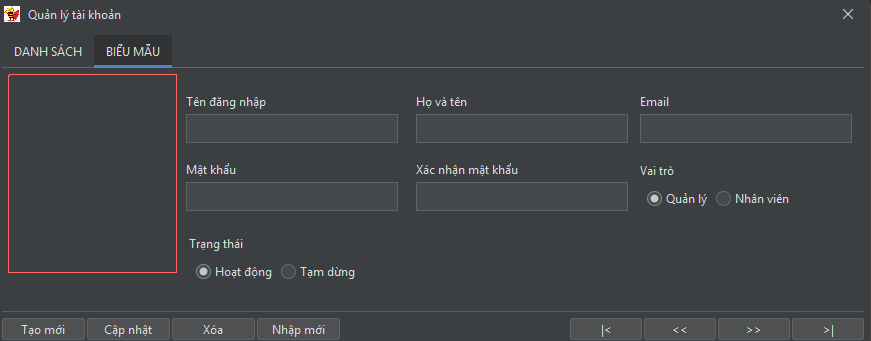 Quản lý tài khoản
DANH SÁCH BIỂU MẪU
Tên đăng nhập Họ và tên Email
Mật khẩu Xác nhận mật khẩu Vai trò
Quản lý Nhân viên
Trạng thái
Hoạt động Tạm dừng
Tạo mới Cập nhật Xóa Nhập mới |< << >> >|